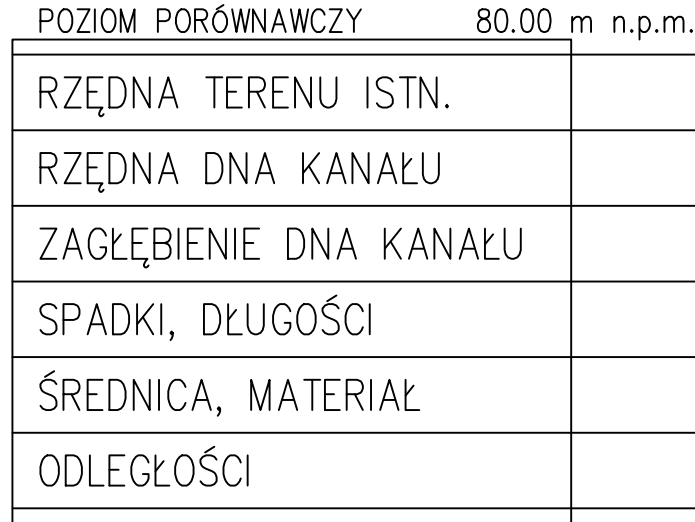 POZIOM PORÓWNAWCZY 80.00 m n.p.m.
RZĘDNA TERENU ISTN.
RZĘDNA DNA KANAŁU
ZAGŁĘBIENIE DNA KANAŁU
SPADKI, DŁUGOŚCI
ŚREDNICA, MATERIAŁ
ODLEGŁOŚCI